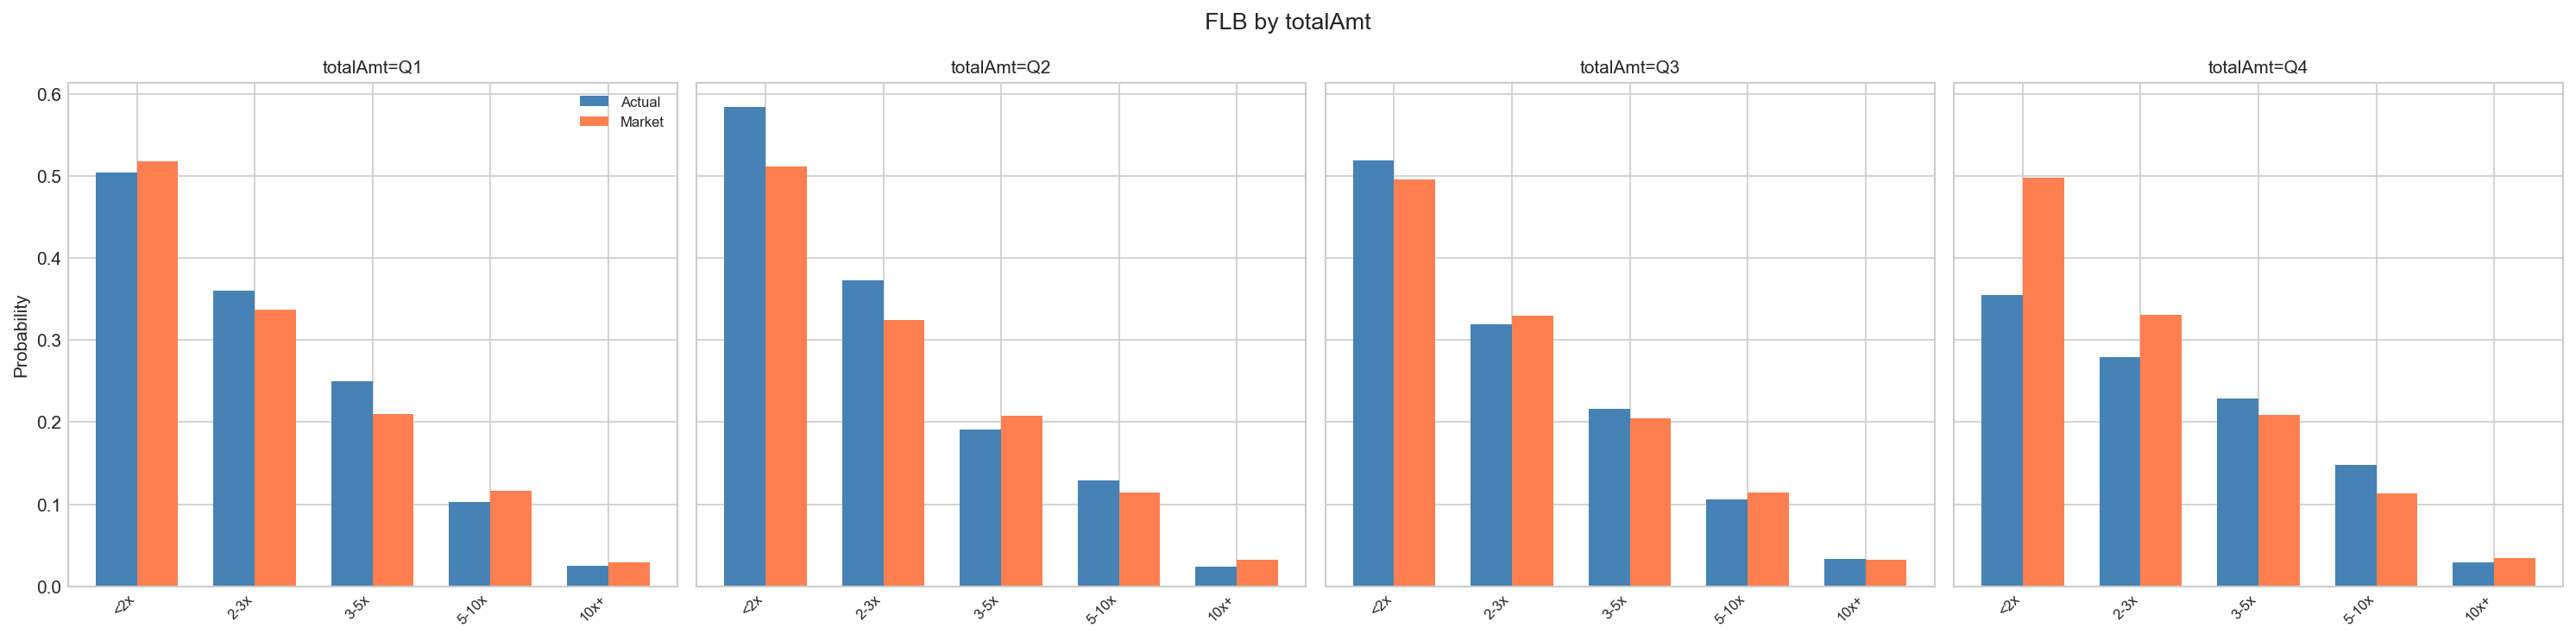 FLB by totalAmt
totalAmt=Q1
totalAmt=Q2
totalAmt=Q3
totalAmt=Q4
Actual
Market
Probability
0.6
0.5
0.4
0.3
0.2
0.1
0.0
<2x 2-3x 3-5x 5-10x 10x+
<2x 2-3x 3-5x 5-10x 10x+
<2x 2-3x 3-5x 5-10x 10x+
<2x 2-3x 3-5x 5-10x 10x+